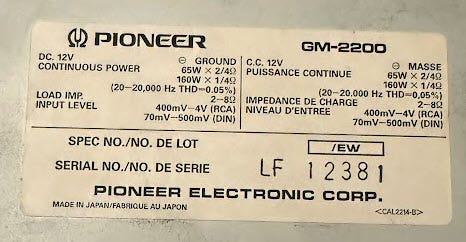 PIONEER GM-2200
DC. 12V ⊖ GROUND
CONTINUOUS POWER 65W × 2/4Ω
160W × 1/4Ω
(20–20,000 Hz THD=0.05%)
LOAD IMP. 2–8Ω
INPUT LEVEL 400mV–4V (RCA)
70mV–500mV (DIN)
C.C. 12V ⊖ MASSE
PUISSANCE CONTINUE 65W × 2/4Ω
160W × 1/4Ω
(20–20,000 Hz THD=0.05%)
IMPEDANCE DE CHARGE 2–8Ω
NIVEAU D'ENTREE 400mV–4V (RCA)
70mV–500mV (DIN)
SPEC NO./NO. DE LOT /EW
SERIAL NO./NO. DE SERIE LF 12381
PIONEER ELECTRONIC CORP.
MADE IN JAPAN/FABRIQUE AU JAPON <CAL2214-B>